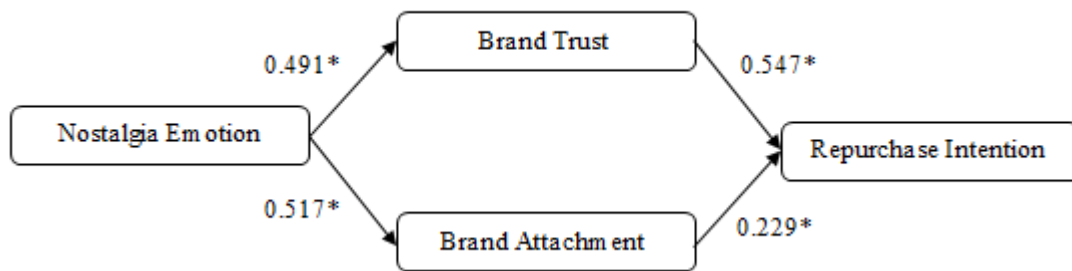 Brand Trust
0.491*
0.547*
Nostalgia Emotion
Repurchase Intention
0.517*
0.229*
Brand Attachment